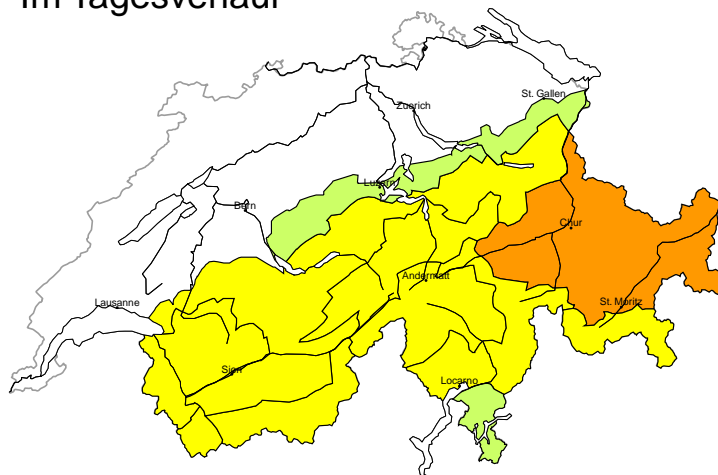 im Tagesverlauf
St. Gallen
Zuerich
Luzern
Bern
Chur
Andermatt
Lausanne
St. Moritz
Sion
Locarno